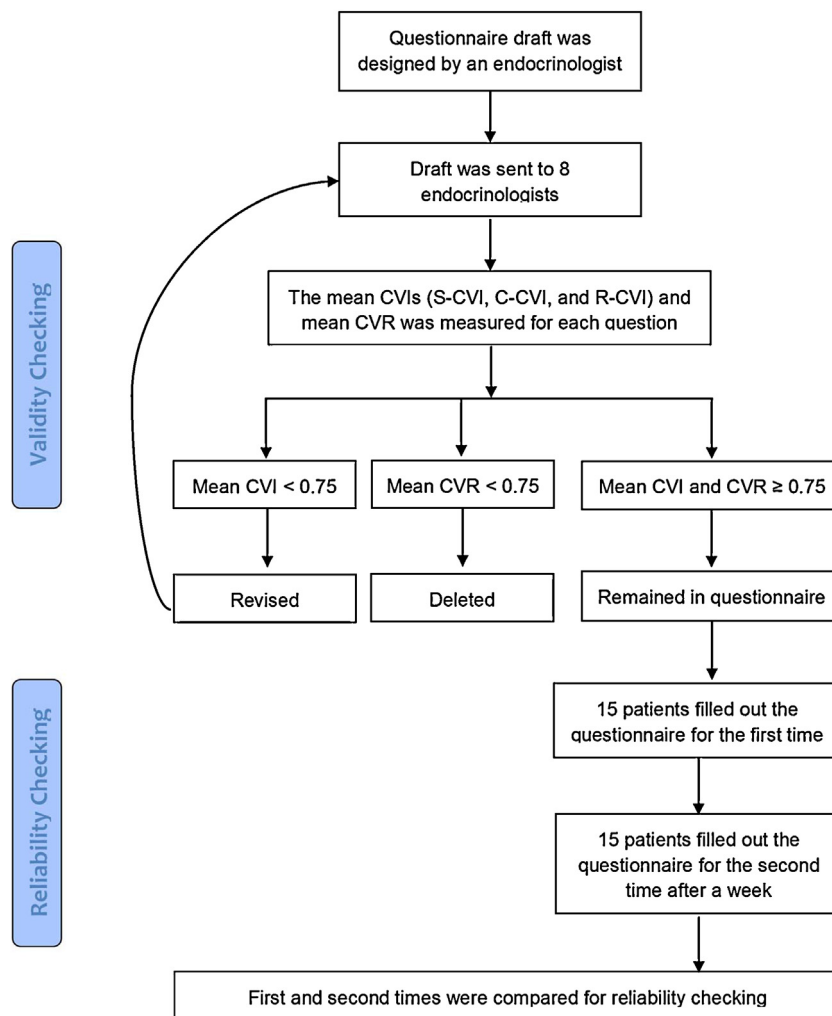 Questionnaire draft was
designed by an endocrinologist
Draft was sent to 8
endocrinologists
Validity Checking
The mean CVIs (S-CVI, C-CVI, and R-CVI) and
mean CVR was measured for each question
Mean CVI < 0.75
Mean CVR < 0.75
Mean CVI and CVR ≥ 0.75
Revised
Deleted
Remained in questionnaire
Reliability Checking
15 patients filled out the
questionnaire for the first time
15 patients filled out the
questionnaire for the second
time after a week
First and second times were compared for reliability checking